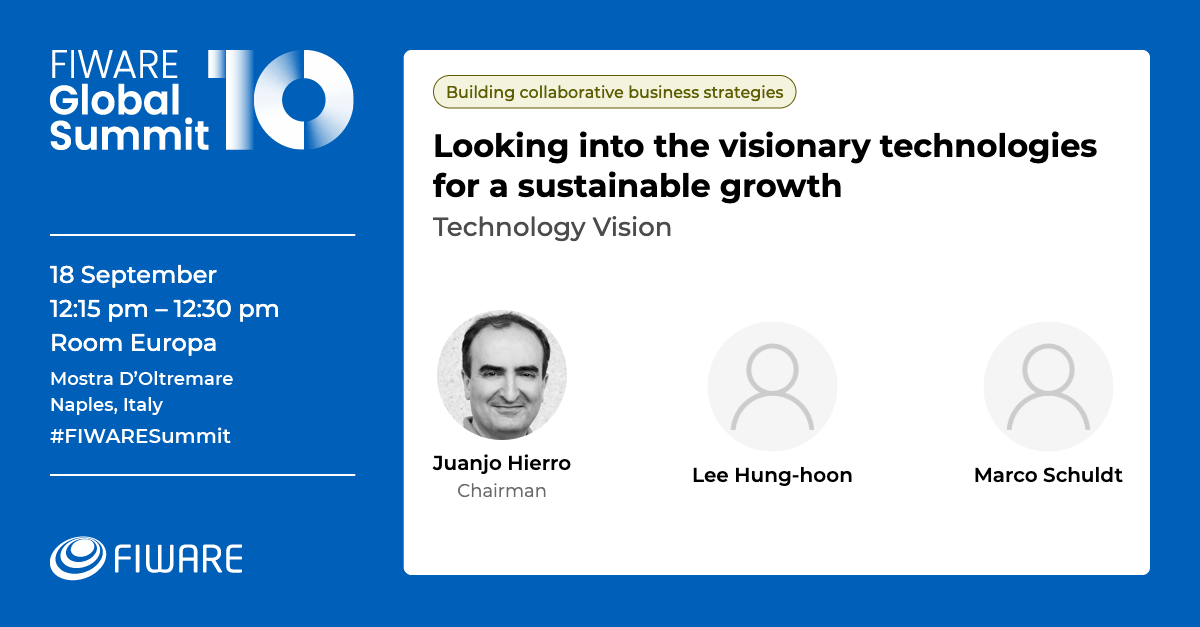 FIWARE
Global
Summit
10
18 September
12:15 pm – 12:30 pm
Room Europa
Mostra D’Oltremare
Naples, Italy
#FIWARESummit
FIWARE
Building collaborative business strategies
Looking into the visionary technologies
for a sustainable growth
Technology Vision
Juanjo Hierro
Chairman
Lee Hung-hoon
Marco Schuldt